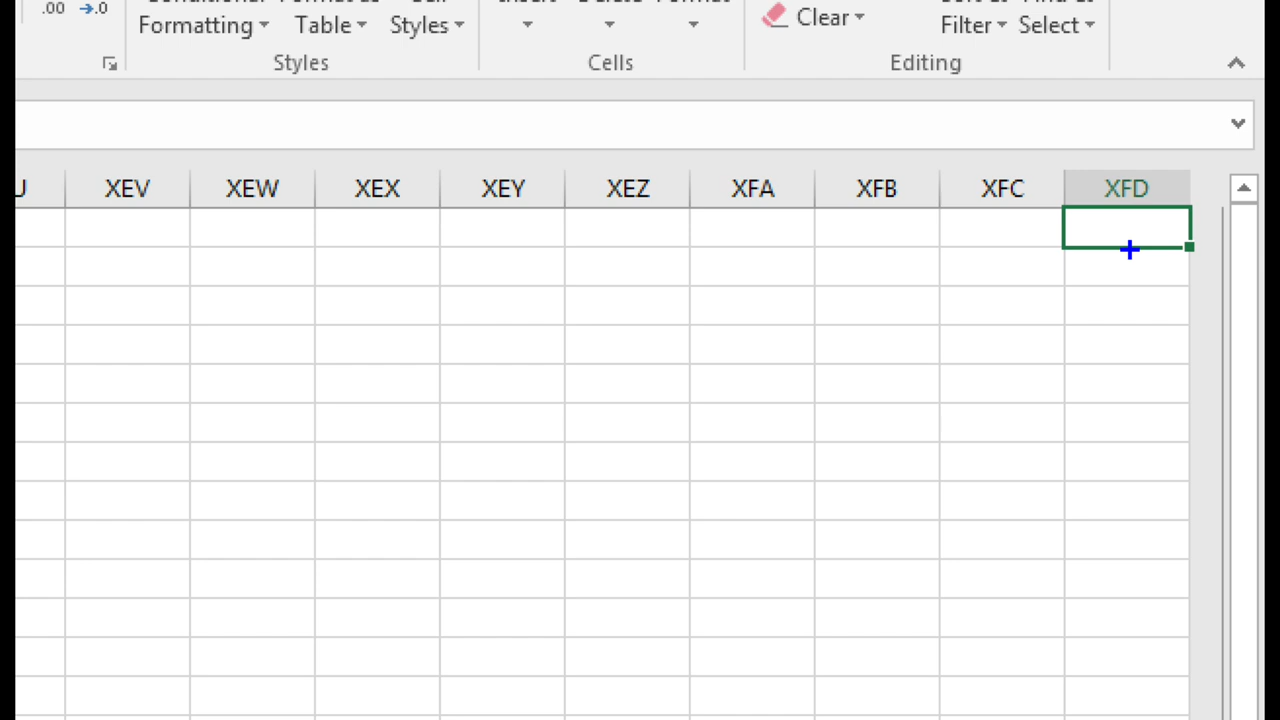 .00 →.0
Formatting Table Styles Clear Filter Select
Styles Cells Editing
XEV XEW XEX XEY XEZ XFA XFB XFC XFD